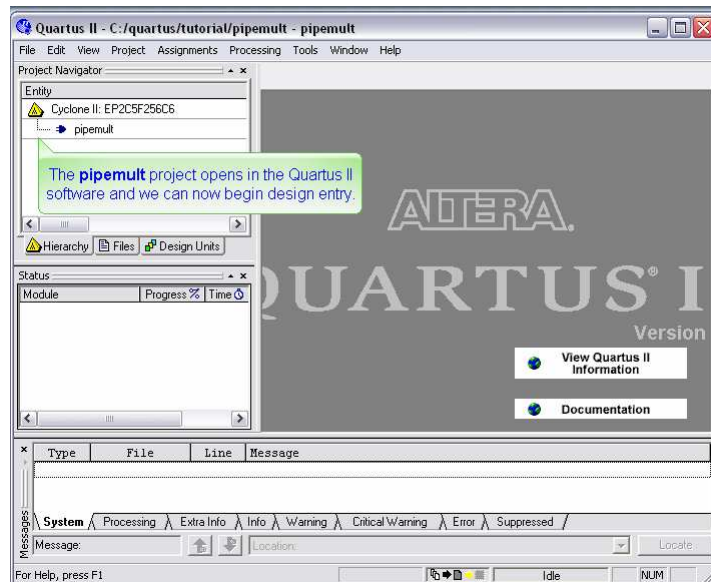 Quartus II - C:/quartus/tutorial/pipemult - pipemult
File Edit View Project Assignments Processing Tools Window Help
Project Navigator
Entity
Cyclone II: EP2C5F256C6
pipemult
The pipemult project opens in the Quartus II
software and we can now begin design entry.
Hierarchy Files Design Units
ALTERA.
QUARTUS® I
Version
View Quartus II
Information
Documentation
Status
Module Progress % Time
Type File Line Message
Messages
System Processing Extra Info Info Warning Critical Warning Error Suppressed
Message: Location: Locate
For Help, press F1 Idle NUM